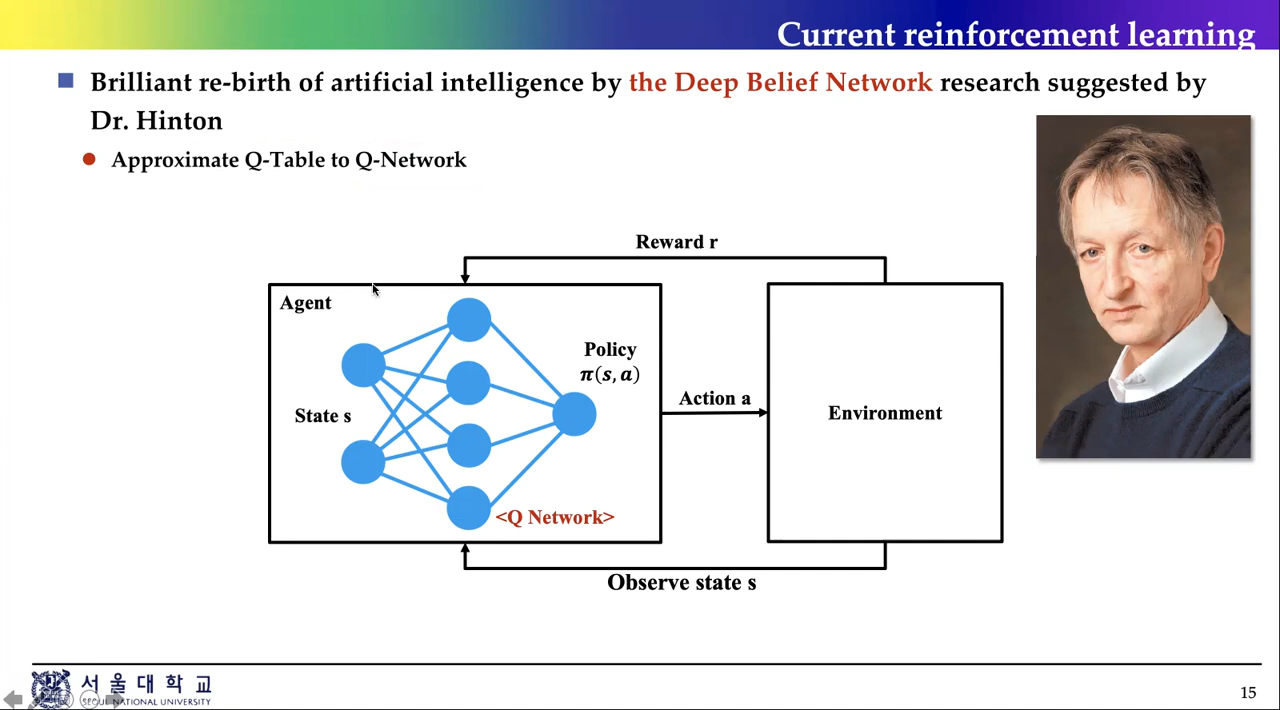 Current reinforcement learning
Brilliant re-birth of artificial intelligence by the Deep Belief Network research suggested by
Dr. Hinton
Approximate Q-Table to Q-Network
Reward r
Agent
Policy
π(s, a)
State s
Action a
Environment
<Q Network>
Observe state s
서울대학교
SEOUL NATIONAL UNIVERSITY
15